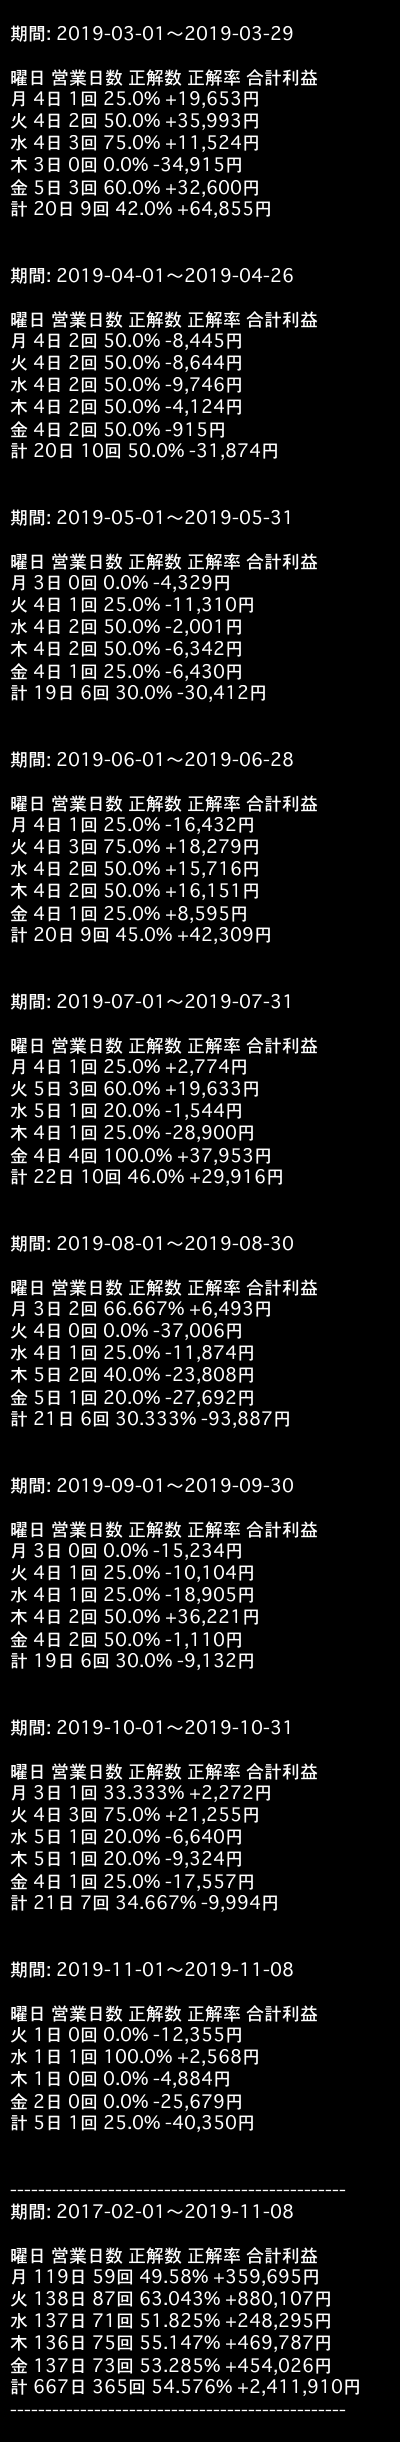 期間: 2019-03-01〜2019-03-29
曜日 営業日数 正解数 正解率 合計利益
月 4日 1回 25.0% +19,653円
火 4日 2回 50.0% +35,993円
水 4日 3回 75.0% +11,524円
木 3日 0回 0.0% -34,915円
金 5日 3回 60.0% +32,600円
計 20日 9回 42.0% +64,855円
期間: 2019-04-01〜2019-04-26
曜日 営業日数 正解数 正解率 合計利益
月 4日 2回 50.0% -8,445円
火 4日 2回 50.0% -8,644円
水 4日 2回 50.0% -9,746円
木 4日 2回 50.0% -4,124円
金 4日 2回 50.0% -915円
計 20日 10回 50.0% -31,874円
期間: 2019-05-01〜2019-05-31
曜日 営業日数 正解数 正解率 合計利益
月 3日 0回 0.0% -4,329円
火 4日 1回 25.0% -11,310円
水 4日 2回 50.0% -2,001円
木 4日 2回 50.0% -6,342円
金 4日 1回 25.0% -6,430円
計 19日 6回 30.0% -30,412円
期間: 2019-06-01〜2019-06-28
曜日 営業日数 正解数 正解率 合計利益
月 4日 1回 25.0% -16,432円
火 4日 3回 75.0% +18,279円
水 4日 2回 50.0% +15,716円
木 4日 2回 50.0% +16,151円
金 4日 1回 25.0% +8,595円
計 20日 9回 45.0% +42,309円
期間: 2019-07-01〜2019-07-31
曜日 営業日数 正解数 正解率 合計利益
月 4日 1回 25.0% +2,774円
火 5日 3回 60.0% +19,633円
水 5日 1回 20.0% -1,544円
木 4日 1回 25.0% -28,900円
金 4日 4回 100.0% +37,953円
計 22日 10回 46.0% +29,916円
期間: 2019-08-01〜2019-08-30
曜日 営業日数 正解数 正解率 合計利益
月 3日 2回 66.667% +6,493円
火 4日 0回 0.0% -37,006円
水 4日 1回 25.0% -11,874円
木 5日 2回 40.0% -23,808円
金 5日 1回 20.0% -27,692円
計 21日 6回 30.333% -93,887円
期間: 2019-09-01〜2019-09-30
曜日 営業日数 正解数 正解率 合計利益
月 3日 0回 0.0% -15,234円
火 4日 1回 25.0% -10,104円
水 4日 1回 25.0% -18,905円
木 4日 2回 50.0% +36,221円
金 4日 2回 50.0% -1,110円
計 19日 6回 30.0% -9,132円
期間: 2019-10-01〜2019-10-31
曜日 営業日数 正解数 正解率 合計利益
月 3日 1回 33.333% +2,272円
火 4日 3回 75.0% +21,255円
水 5日 1回 20.0% -6,640円
木 5日 1回 20.0% -9,324円
金 4日 1回 25.0% -17,557円
計 21日 7回 34.667% -9,994円
期間: 2019-11-01〜2019-11-08
曜日 営業日数 正解数 正解率 合計利益
火 1日 0回 0.0% -12,355円
水 1日 1回 100.0% +2,568円
木 1日 0回 0.0% -4,884円
金 2日 0回 0.0% -25,679円
計 5日 1回 25.0% -40,350円
------------------------------------------------
期間: 2017-02-01〜2019-11-08
曜日 営業日数 正解数 正解率 合計利益
月 119日 59回 49.58% +359,695円
火 138日 87回 63.043% +880,107円
水 137日 71回 51.825% +248,295円
木 136日 75回 55.147% +469,787円
金 137日 73回 53.285% +454,026円
計 667日 365回 54.576% +2,411,910円
------------------------------------------------